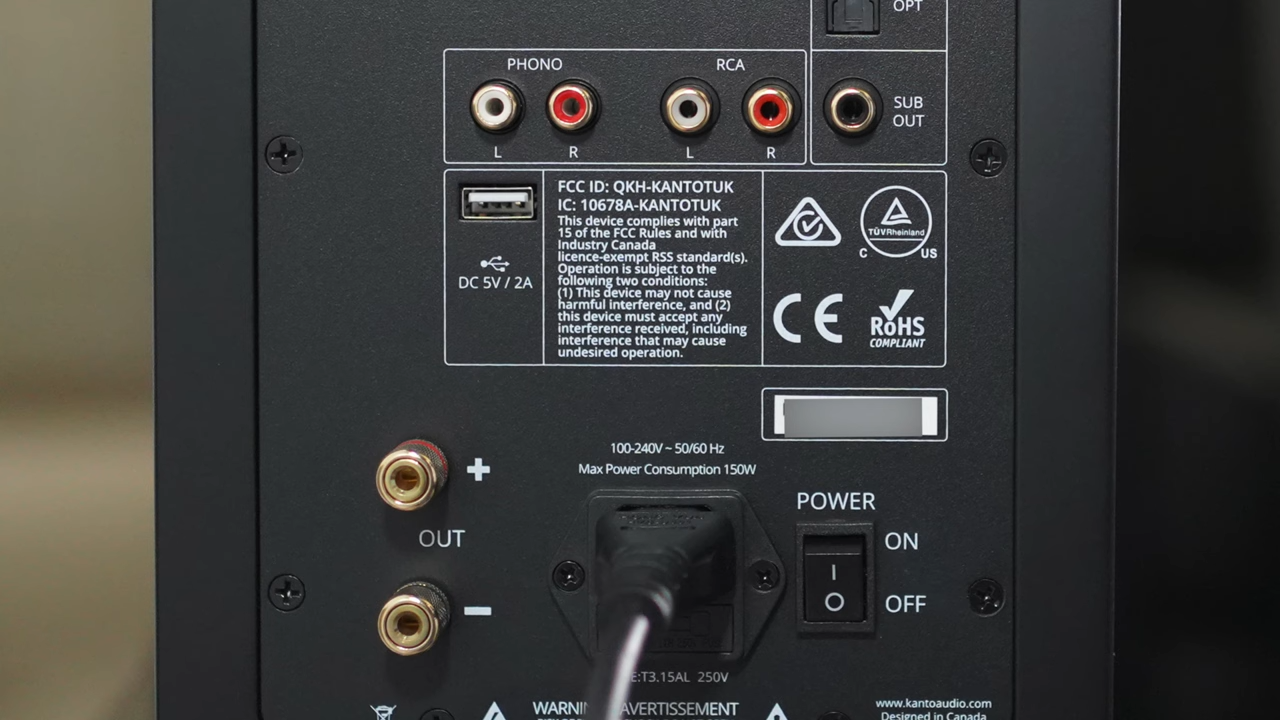 OPT
PHONO
RCA
L
R
L
R
SUB
OUT
DC 5V / 2A
FCC ID: QKH-KANTOTUK
IC: 10678A-KANTOTUK
This device complies with part
15 of the FCC Rules and with
Industry Canada
licence-exempt RSS standard(s).
Operation is subject to the
following two conditions:
(1) This device may not cause
harmful interference, and (2)
this device must accept any
interference received, including
interference that may cause
undesired operation.
TÜVRheinland
C US
CE
RoHS
COMPLIANT
100-240V ~ 50/60 Hz
Max Power Consumption 150W
+
OUT
−
POWER
ON
I
O
OFF
E:T3.15AL 250V
AVERTISSEMENT
www.kantoaudio.com
Designed in Canada